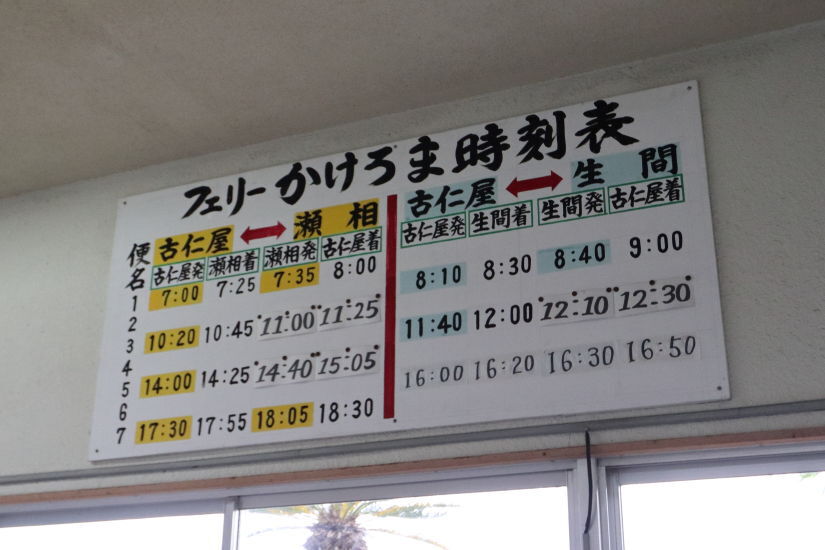 フェリーかけろま時刻表
便名 古仁屋 ↔ 瀬相 古仁屋 ↔ 生間
古仁屋発 瀬相着 瀬相発 古仁屋着 古仁屋発 生間着 生間発 古仁屋着
1 7:00 7:25 7:35 8:00
2 8:10 8:30 8:40 9:00
3 10:20 10:45 11:00 11:25
4 11:40 12:00 12:10 12:30
5 14:00 14:25 14:40 15:05
6 16:00 16:20 16:30 16:50
7 17:30 17:55 18:05 18:30